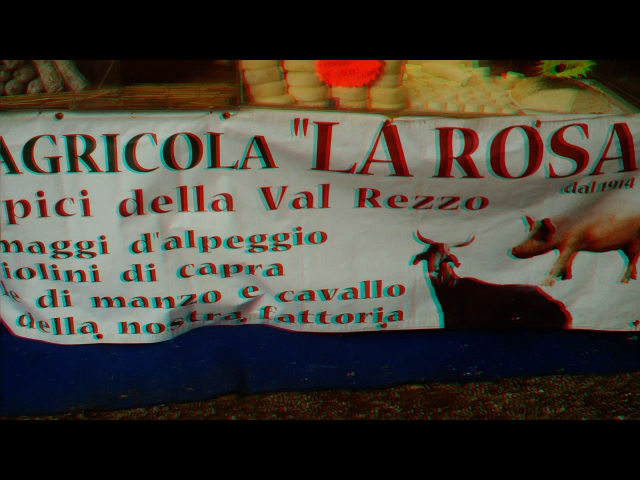 AGRICOLA "LA ROSA
dal 1914
pici della Val Rezzo
maggi d'alpeggio
iolini di capra
e di manzo e cavallo
della nostra fattoria